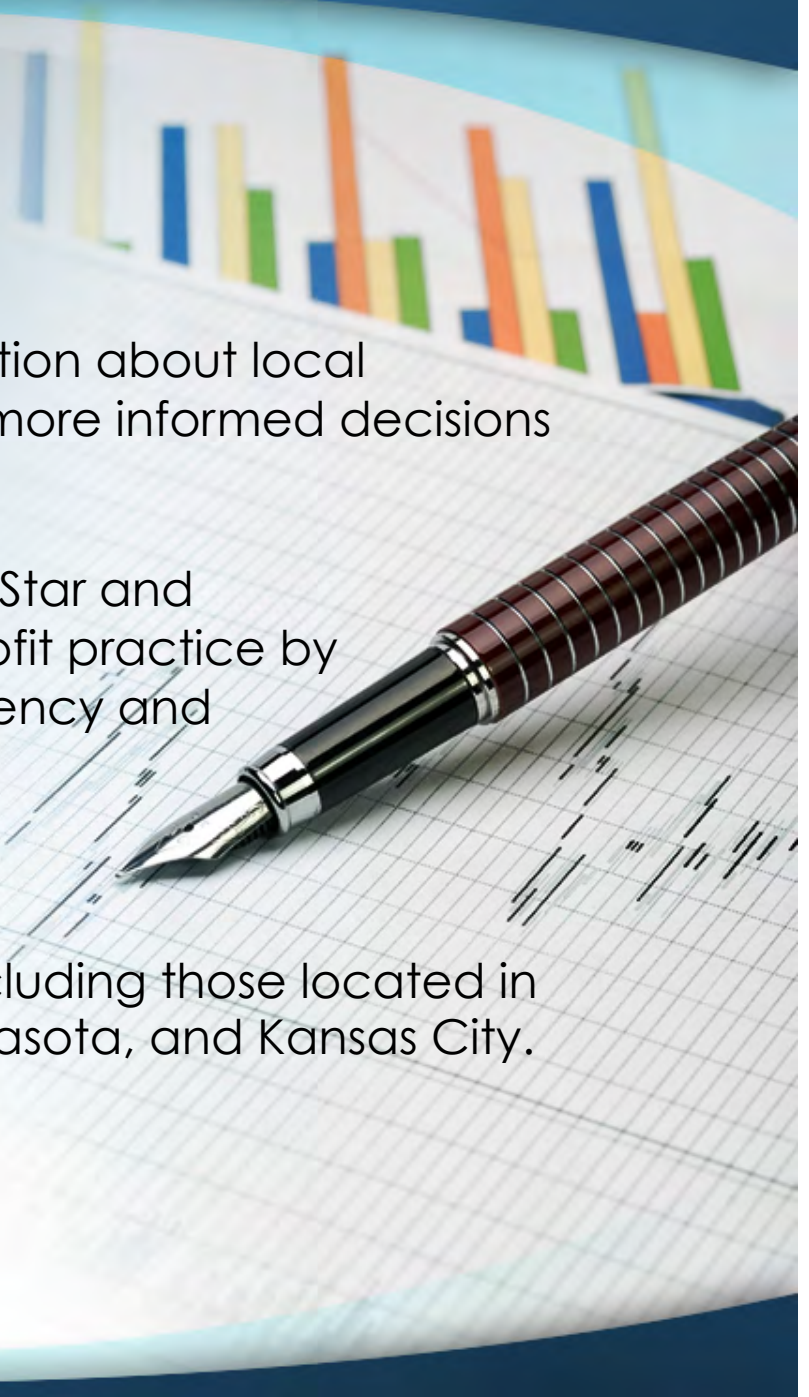 tion about local
more informed decisions
Star and
ofit practice by
ency and
cluding those located in
asota, and Kansas City.